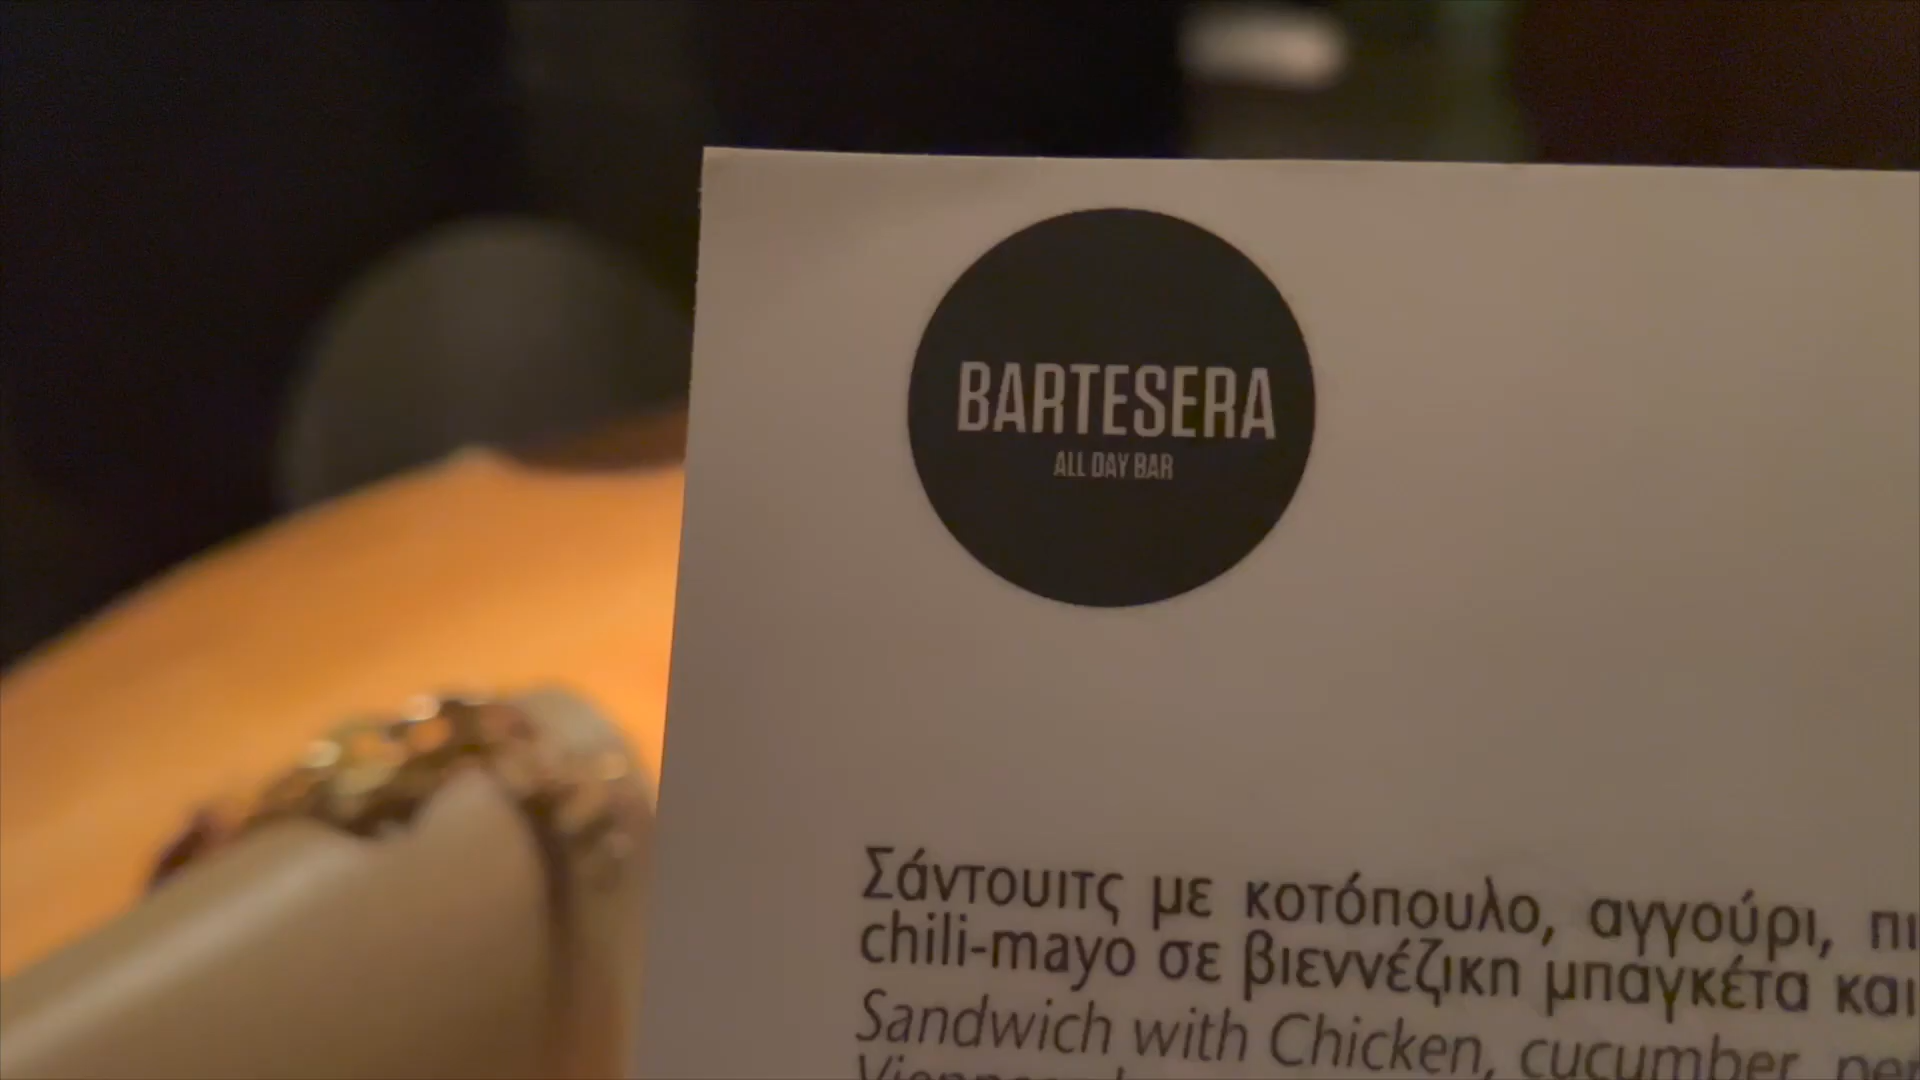 BARTESERA
ALL DAY BAR
Σάντουιτς με κοτόπουλο, αγγούρι,
chili-mayo σε βιεννέζικη μπαγκέτα και
Sandwich with Chicken, cucumber,